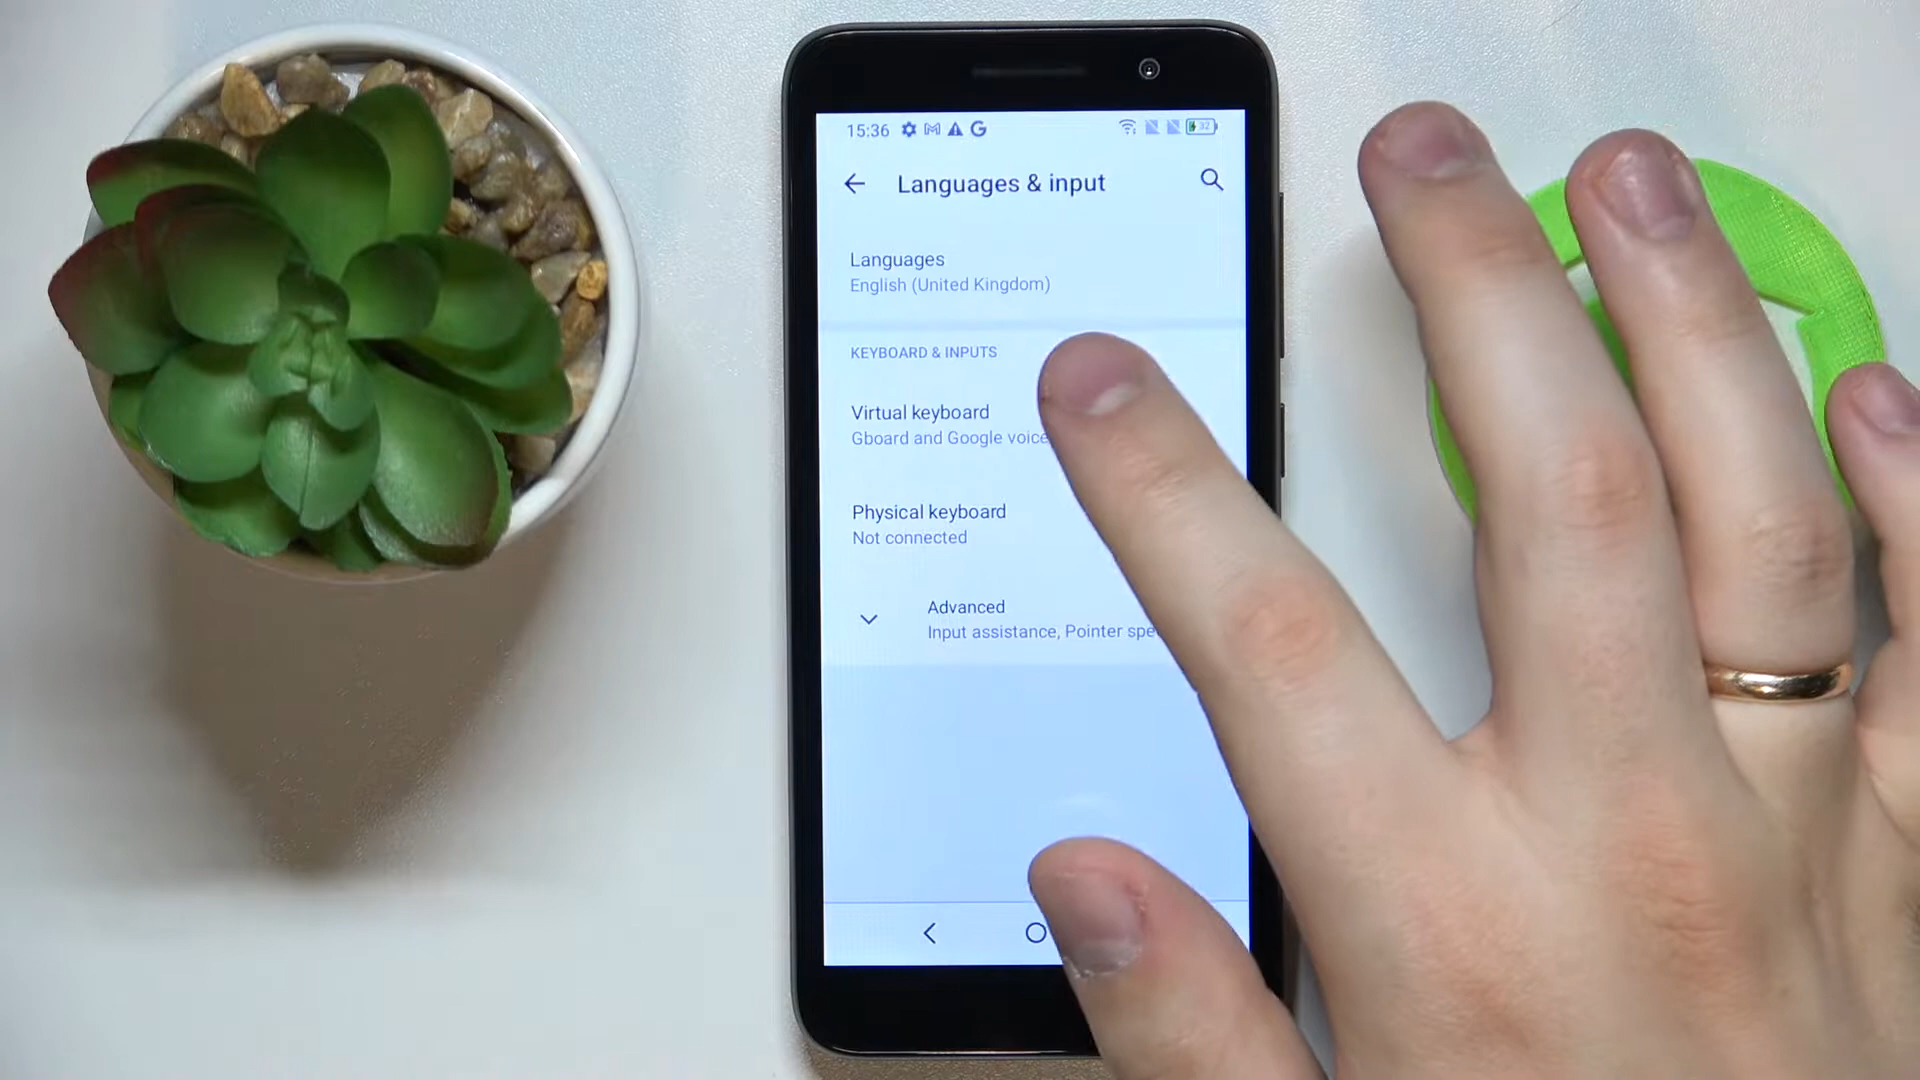 15:36
32
Languages & input
Languages
English (United Kingdom)
KEYBOARD & INPUTS
Virtual keyboard
Gboard and Google voice
Physical keyboard
Not connected
Advanced
Input assistance, Pointer spe